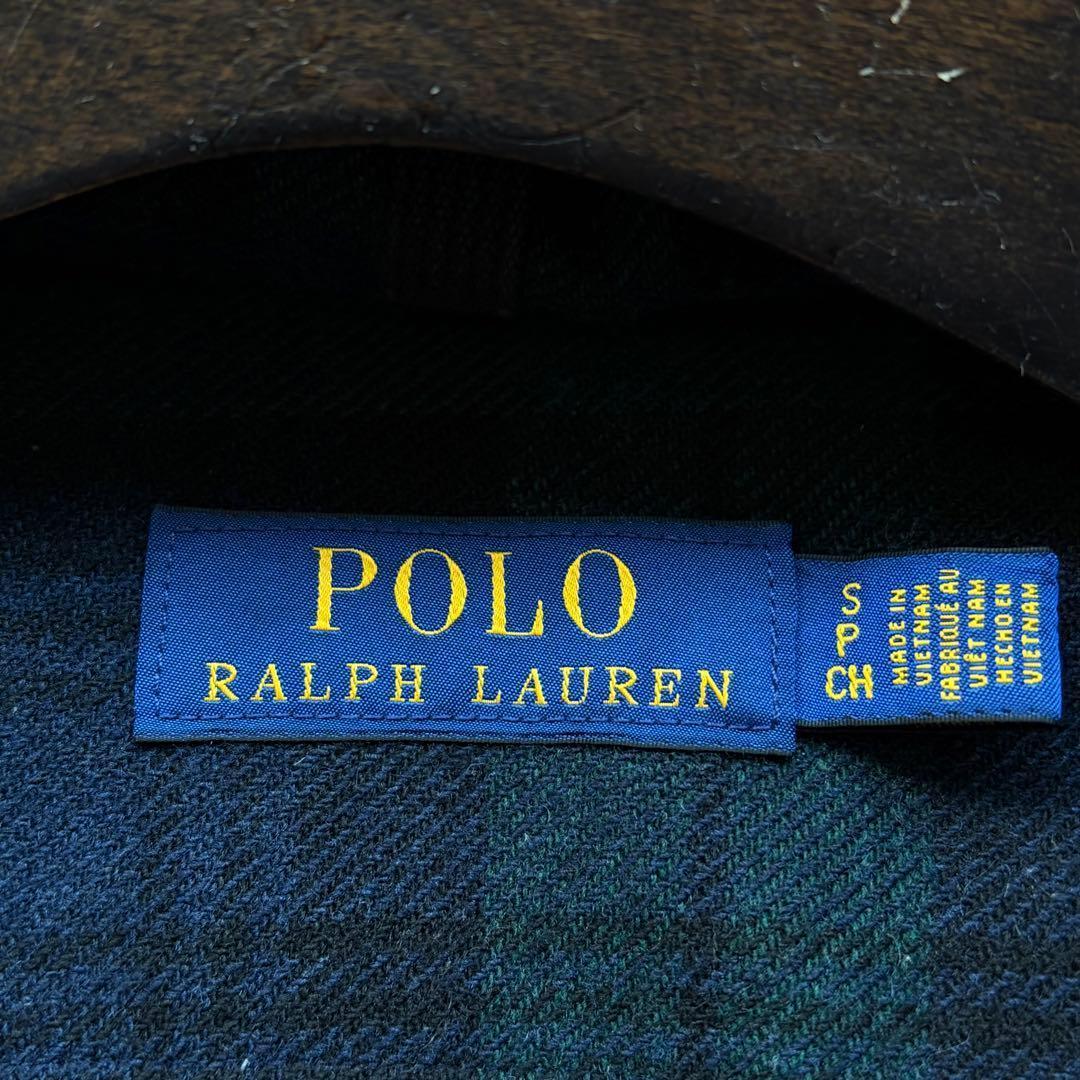 POLO
RALPH LAUREN
S
P
CH
MADE IN
VIETNAM
FABRIQUÉ AU
VIÊT NAM
HECHO EN
VIETNAM